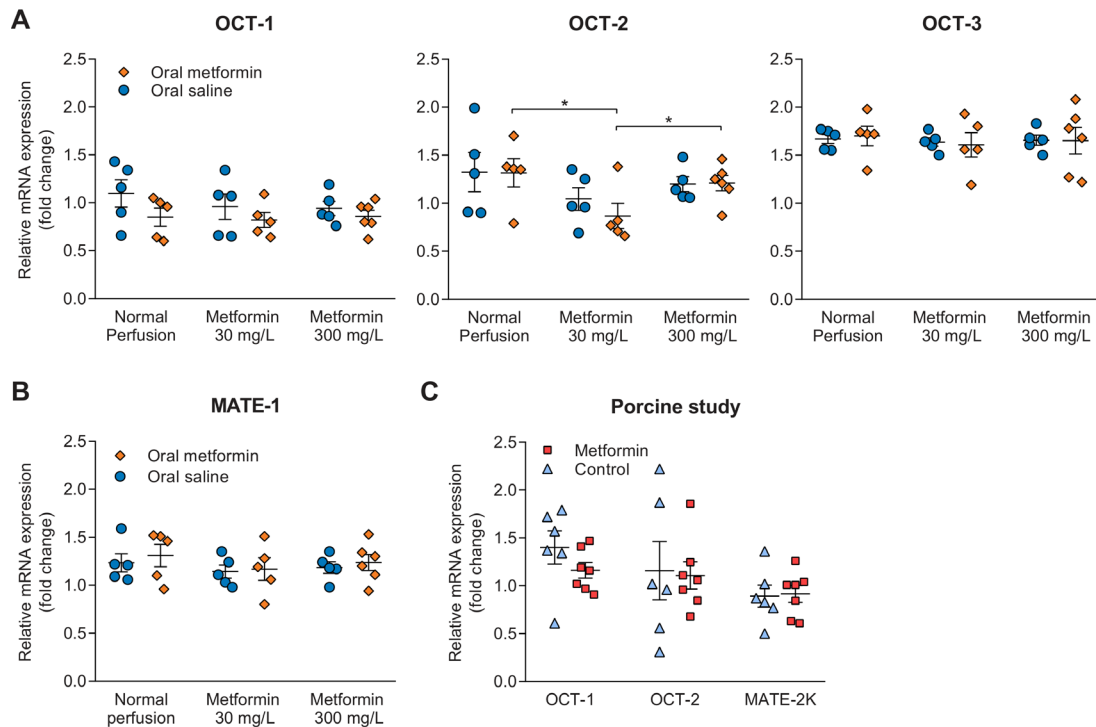 A
OCT-1
OCT-2
OCT-3
Relative mRNA expression
(fold change)
2.5
2.0
1.5
1.0
0.5
0.0
Oral metformin
Oral saline
Normal
Perfusion
Metformin
30 mg/L
Metformin
300 mg/L
2.5
2.0
1.5
1.0
0.5
0.0
*
*
Normal
Perfusion
Metformin
30 mg/L
Metformin
300 mg/L
2.5
2.0
1.5
1.0
0.5
0.0
Normal
Perfusion
Metformin
30 mg/L
Metformin
300 mg/L
B
MATE-1
Relative mRNA expression
(fold change)
2.5
2.0
1.5
1.0
0.5
0.0
Oral metformin
Oral saline
Normal
perfusion
Metformin
30 mg/L
Metformin
300 mg/L
C
Porcine study
Relative mRNA expression
(fold change)
2.5
2.0
1.5
1.0
0.5
0.0
Metformin
Control
OCT-1
OCT-2
MATE-2K